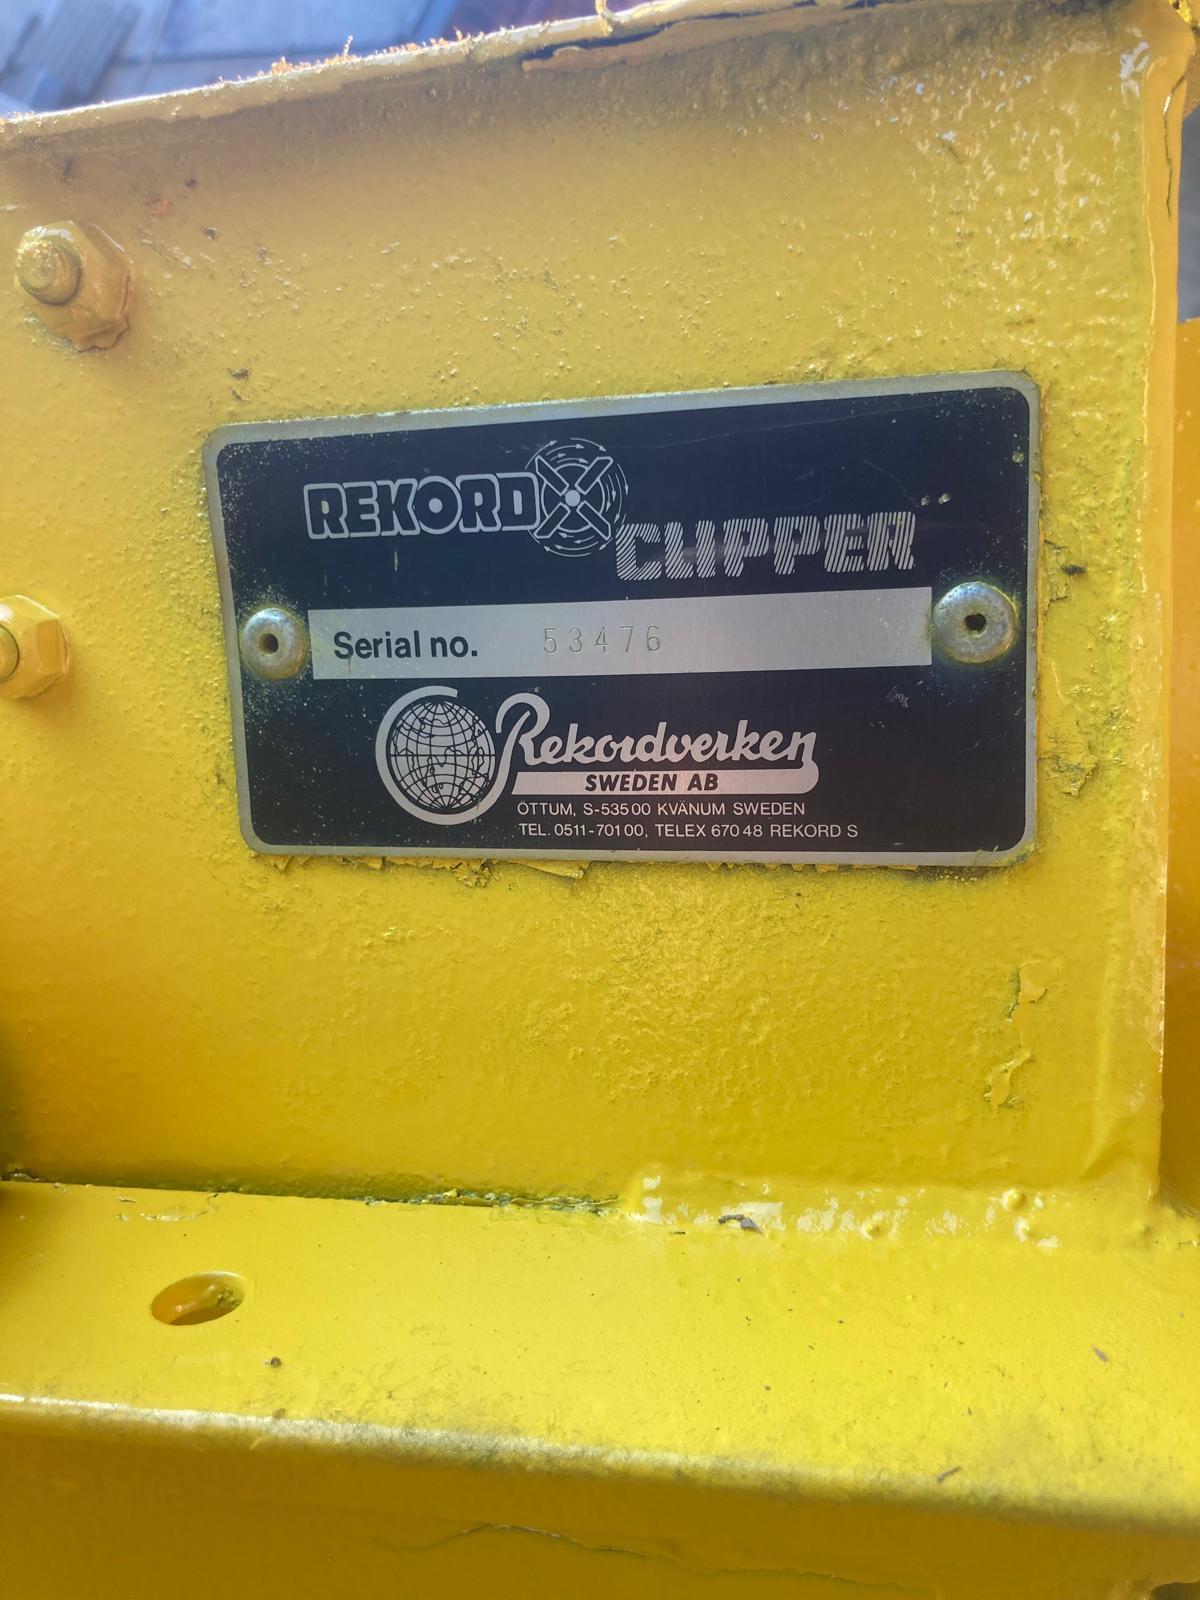 REKORD
CLIPPER
Serial no. 53476
Rekordverken
SWEDEN AB
ÖTTUM, S-535 00 KVÄNUM SWEDEN
TEL. 0511-701 00, TELEX 670 48 REKORD S